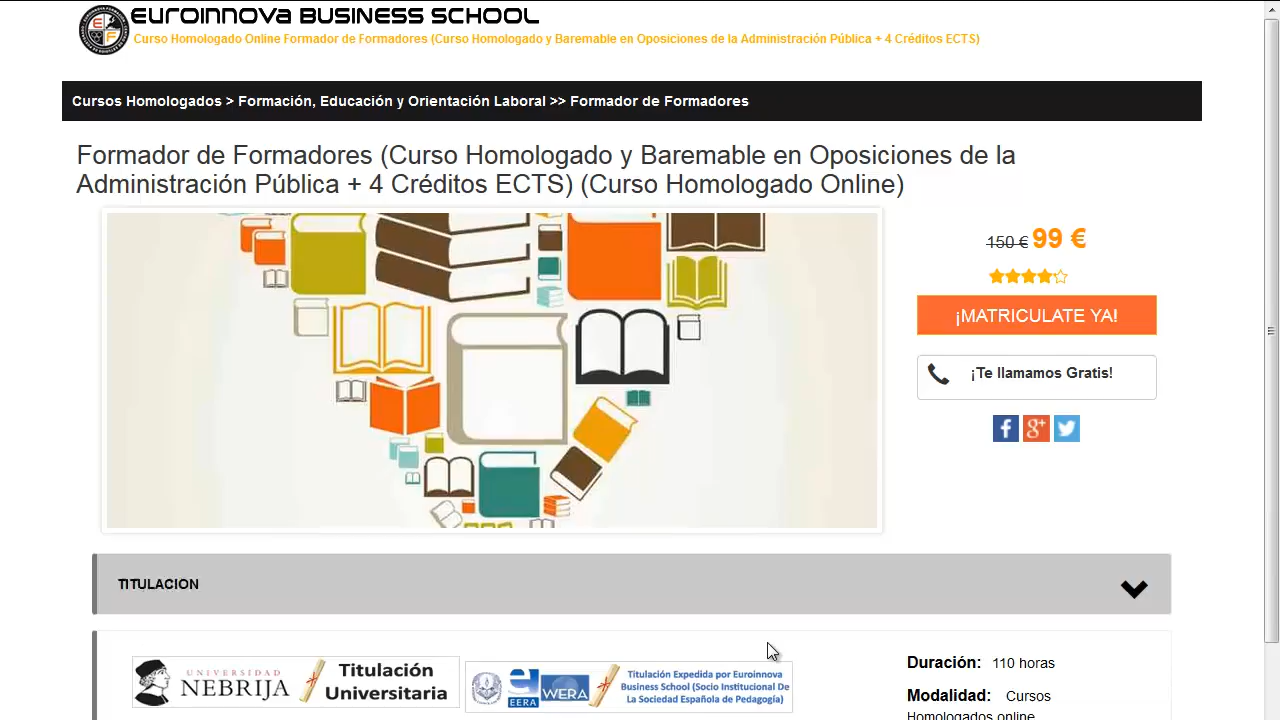 EUROINNOVA BUSINESS SCHOOL
Curso Homologado Online Formador de Formadores (Curso Homologado y Baremable en Oposiciones de la Administración Pública + 4 Créditos ECTS)
Cursos Homologados > Formación, Educación y Orientación Laboral >> Formador de Formadores
Formador de Formadores (Curso Homologado y Baremable en Oposiciones de la
Administración Pública + 4 Créditos ECTS) (Curso Homologado Online)
150 € 99 €
¡MATRICULATE YA!
¡Te llamamos Gratis!
TITULACION
UNIVERSIDAD
NEBRIJA
Titulación
Universitaria
EERA
WERA
Titulación Expedida por Euroinnova
Business School (Socio Institucional De
La Sociedad Española de Pedagogía)
Duración: 110 horas
Modalidad: Cursos
Homologados online